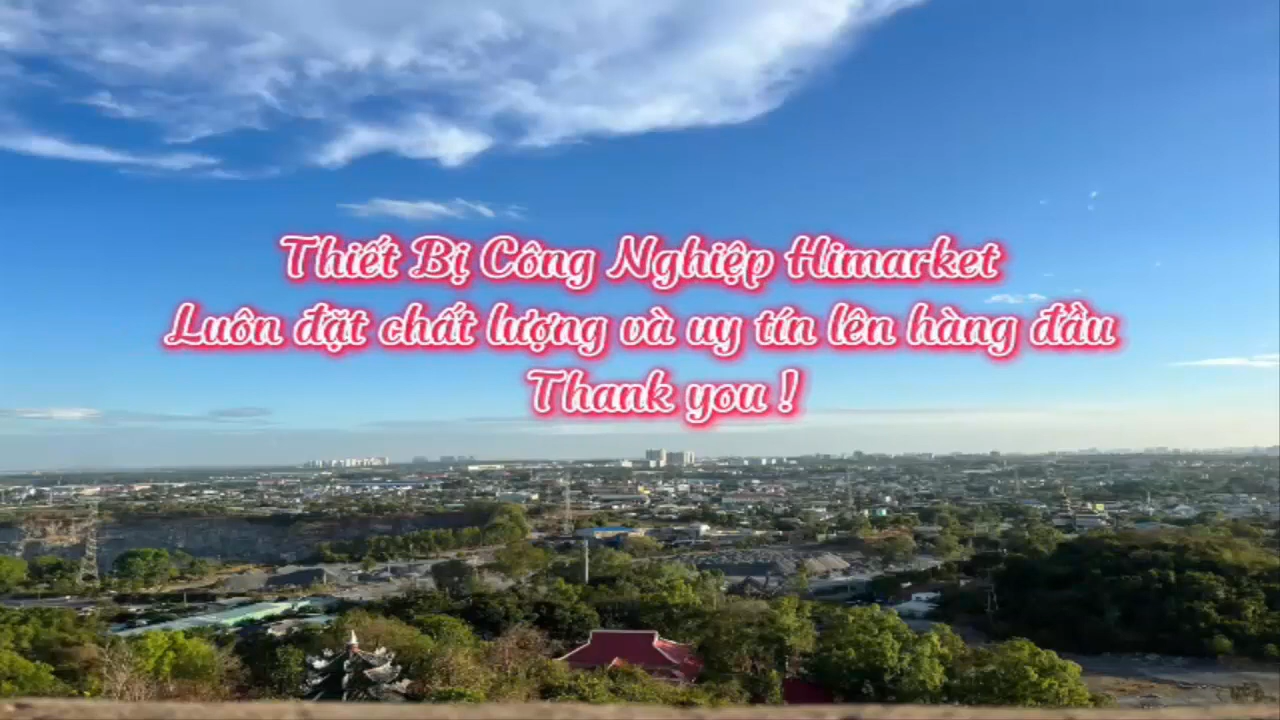 Thiết Bị Công Nghiệp Himarket
Luôn đặt chất lượng và uy tín lên hàng đầu
Thank you !